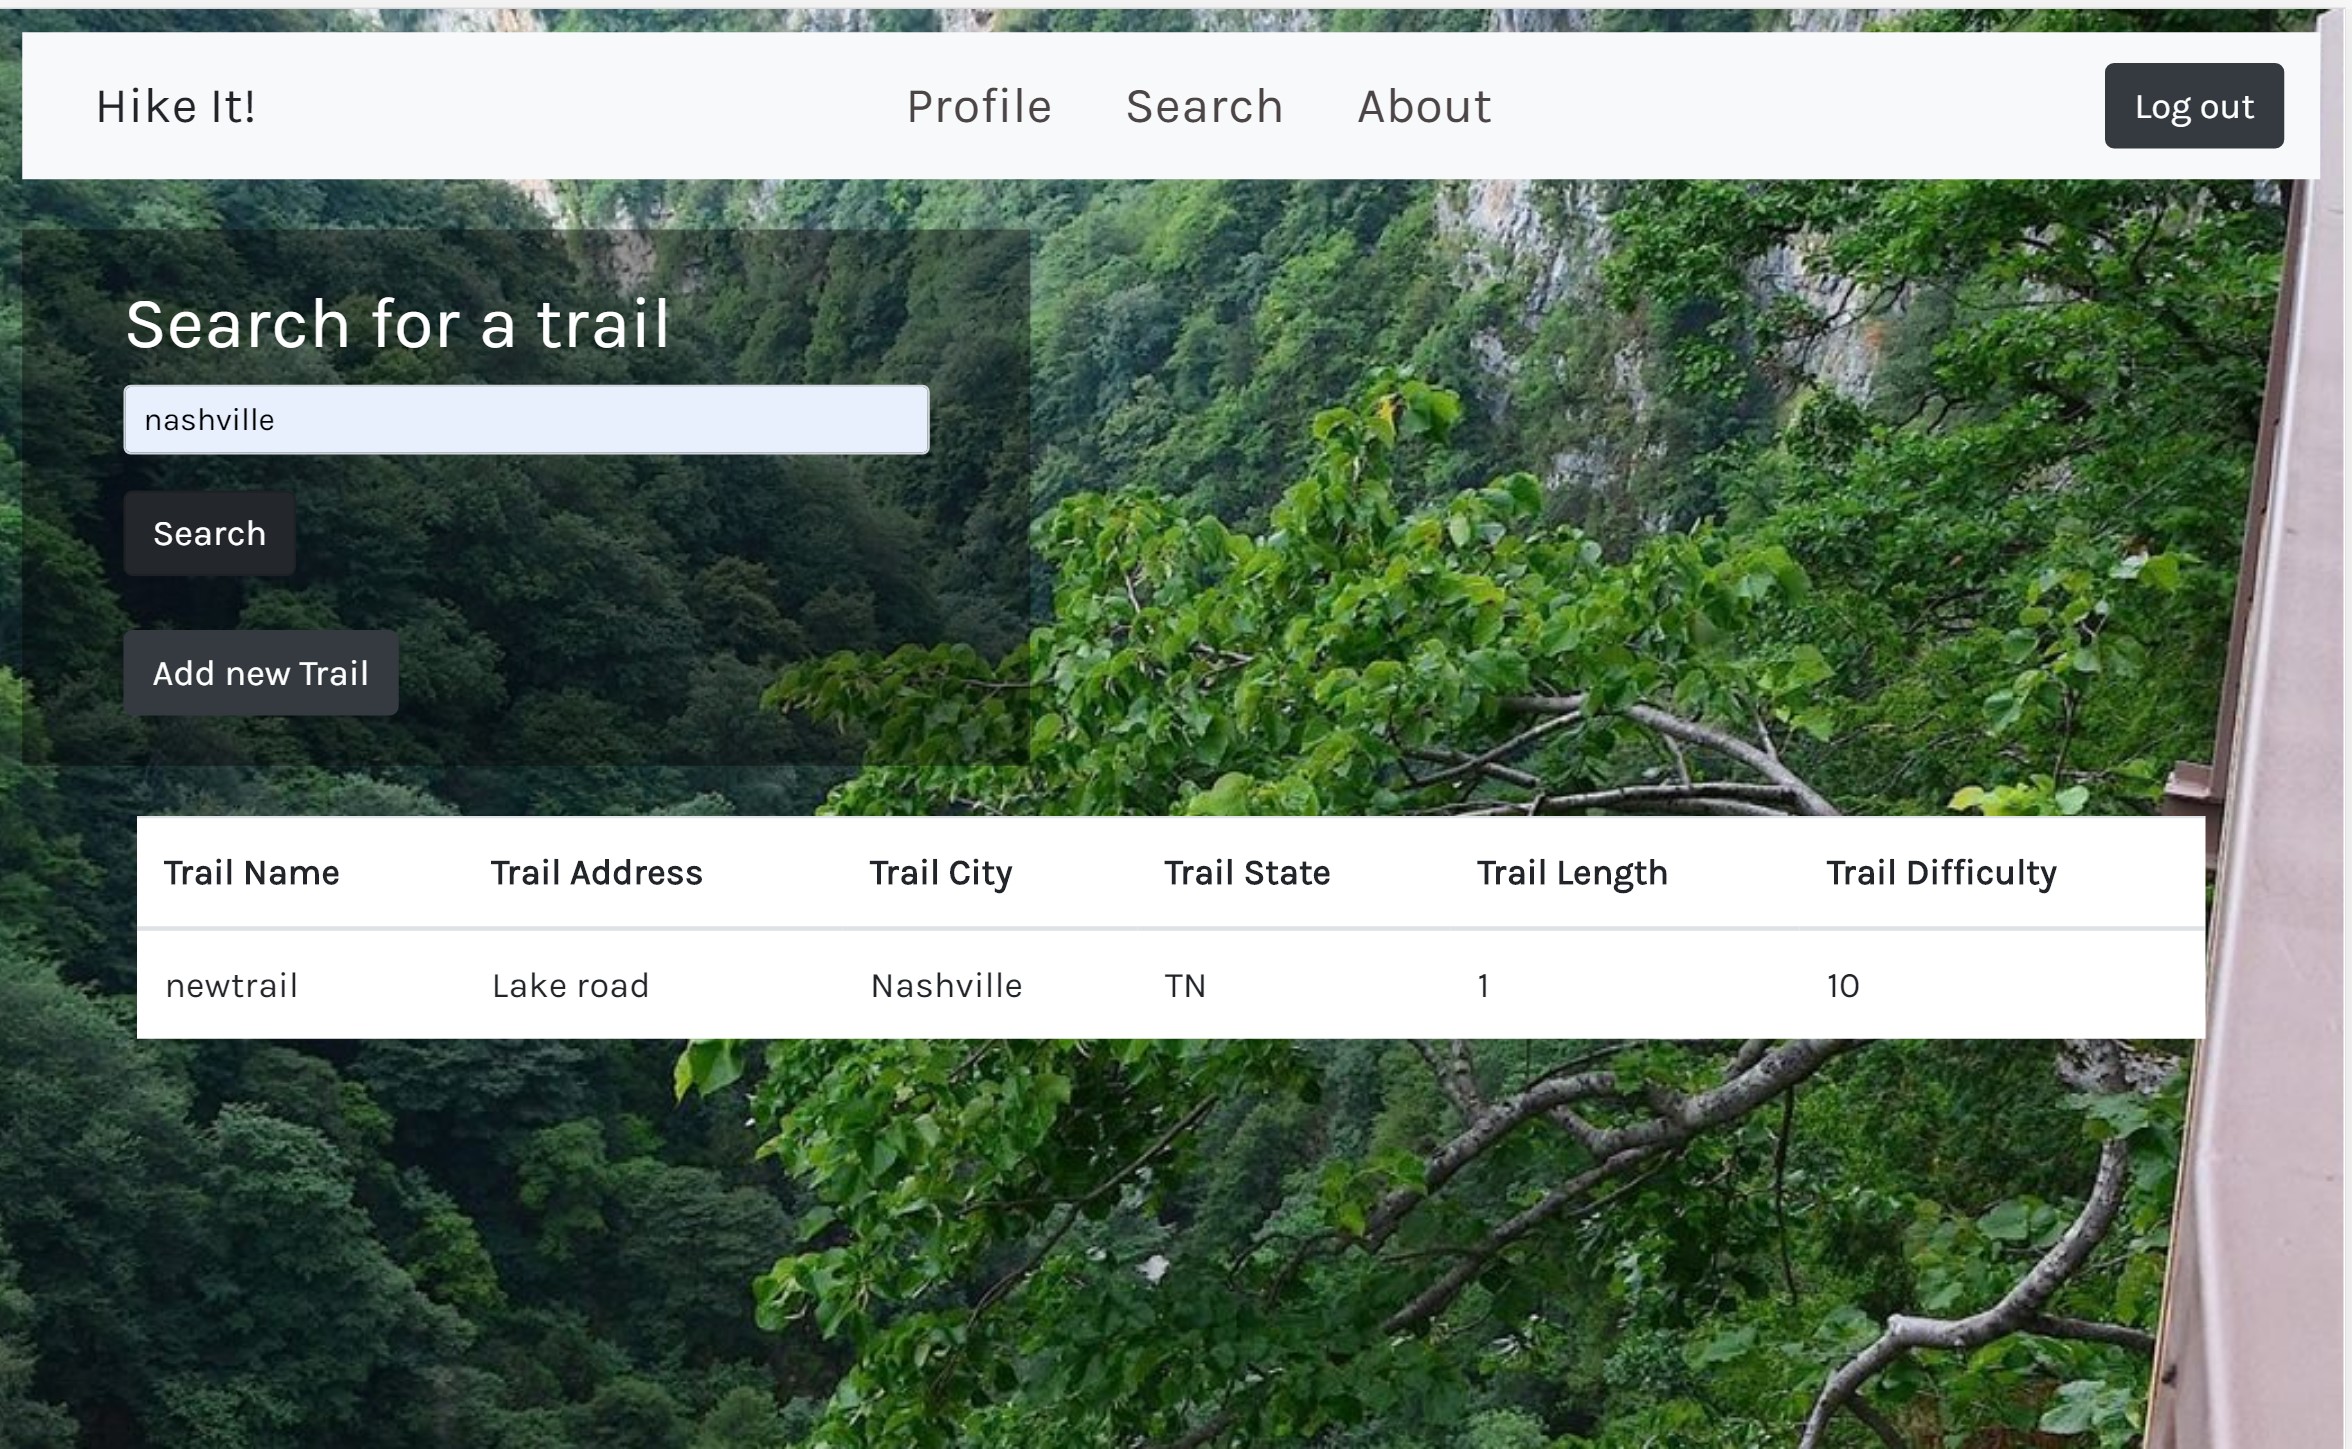 Hike It! Profile Search About Log out
Search for a trail
nashville
Search
Add new Trail
Trail Name Trail Address Trail City Trail State Trail Length Trail Difficulty
newtrail Lake road Nashville TN 1 10